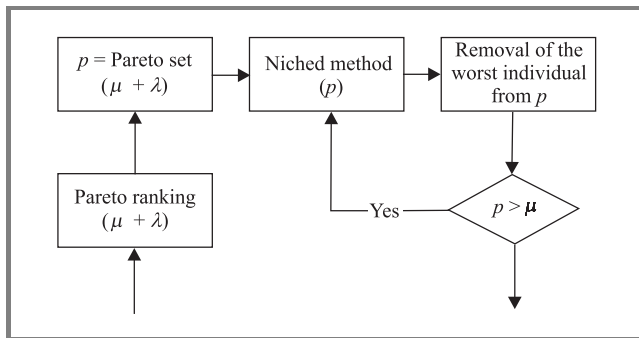 p = Pareto set
(μ + λ)
Niched method
(p)
Removal of the
worst individual
from p
Pareto ranking
(μ + λ)
Yes
p > μ